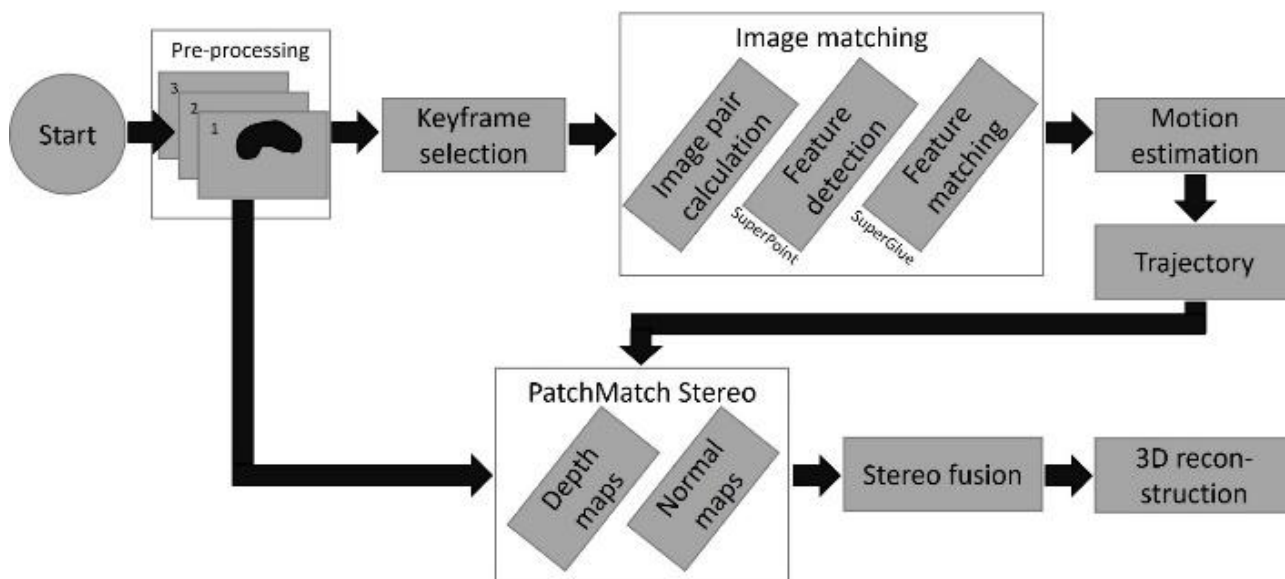 Pre-processing
3
2
1
Start
Keyframe
selection
Image matching
Image pair
calculation
Feature
detection
SuperPoint
Feature
matching
SuperGlue
Motion
estimation
Trajectory
PatchMatch Stereo
Depth
maps
Normal
maps
Stereo fusion
3D recon-
struction